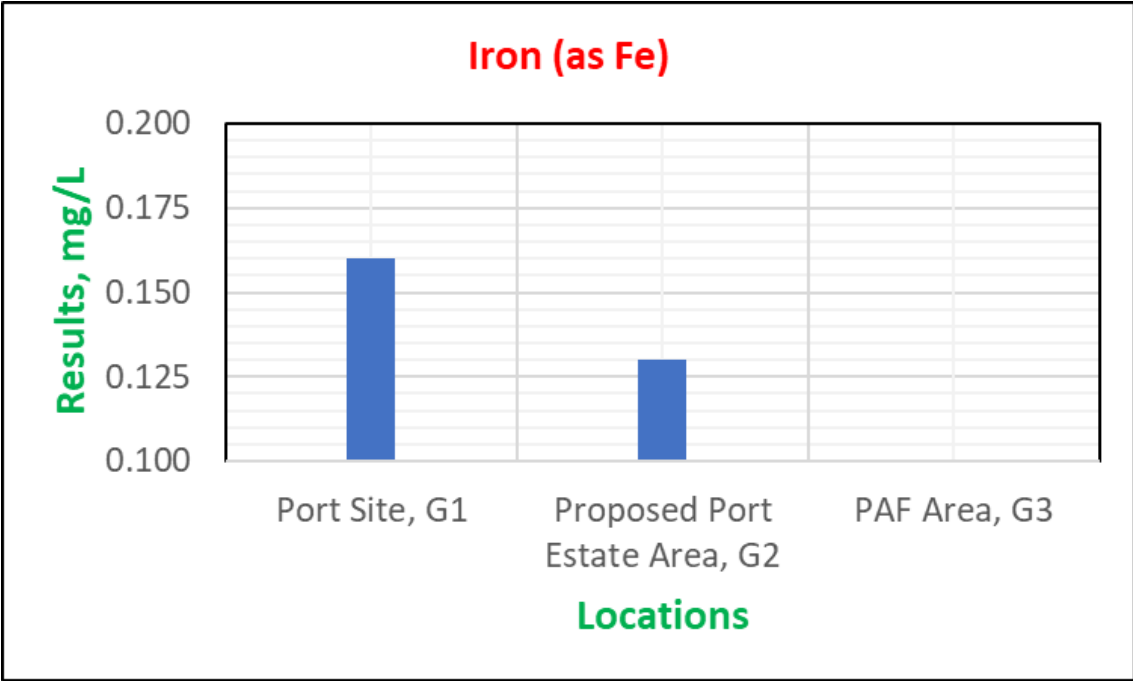 Iron (as Fe)
Results, mg/L
0.200
0.175
0.150
0.125
0.100
Port Site, G1
Proposed Port
Estate Area, G2
PAF Area, G3
Locations